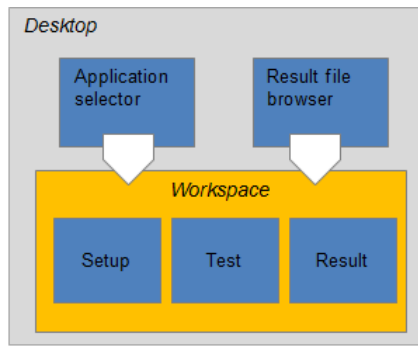 Desktop
Application
selector
Result file
browser
Workspace
Setup
Test
Result